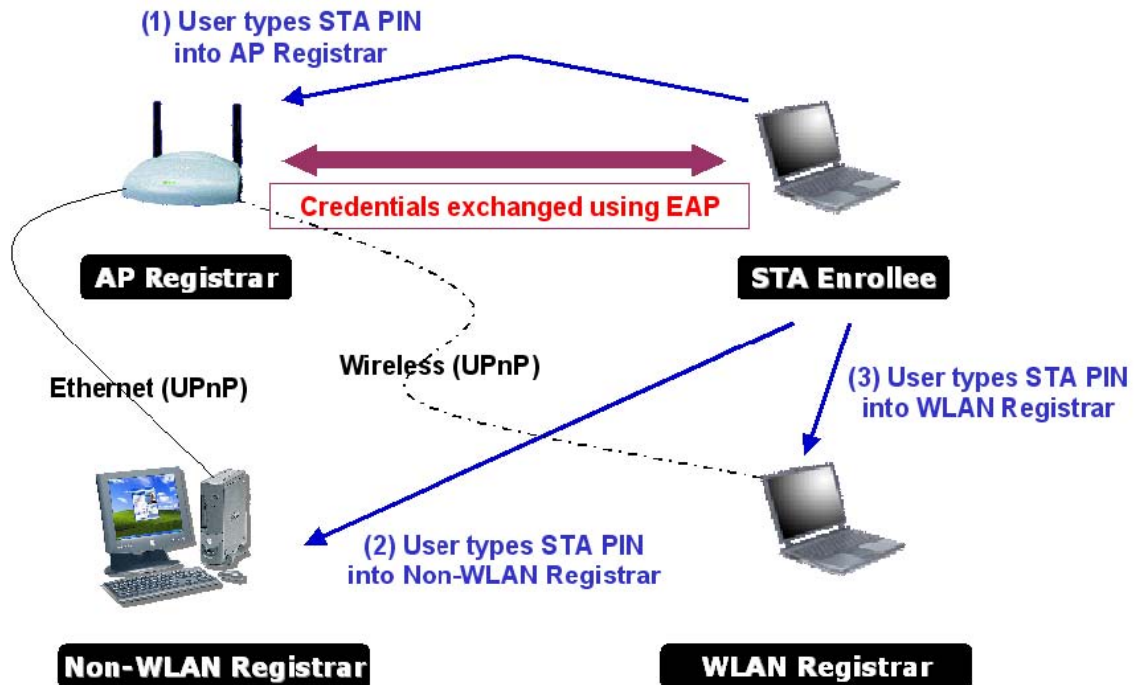 (1) User types STA PIN
into AP Registrar
Credentials exchanged using EAP
AP Registrar
STA Enrollee
Wireless (UPnP)
Ethernet (UPnP)
(3) User types STA PIN
into WLAN Registrar
(2) User types STA PIN
into Non-WLAN Registrar
Non-WLAN Registrar
WLAN Registrar